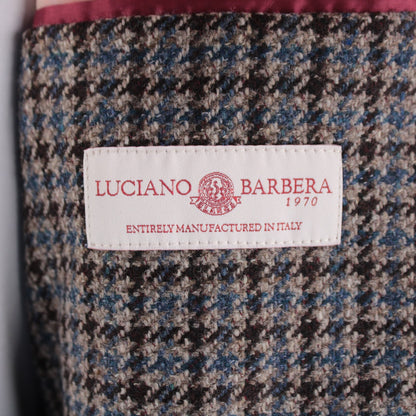 LUCIANO BARBERA
1970
ENTIRELY MANUFACTURED IN ITALY